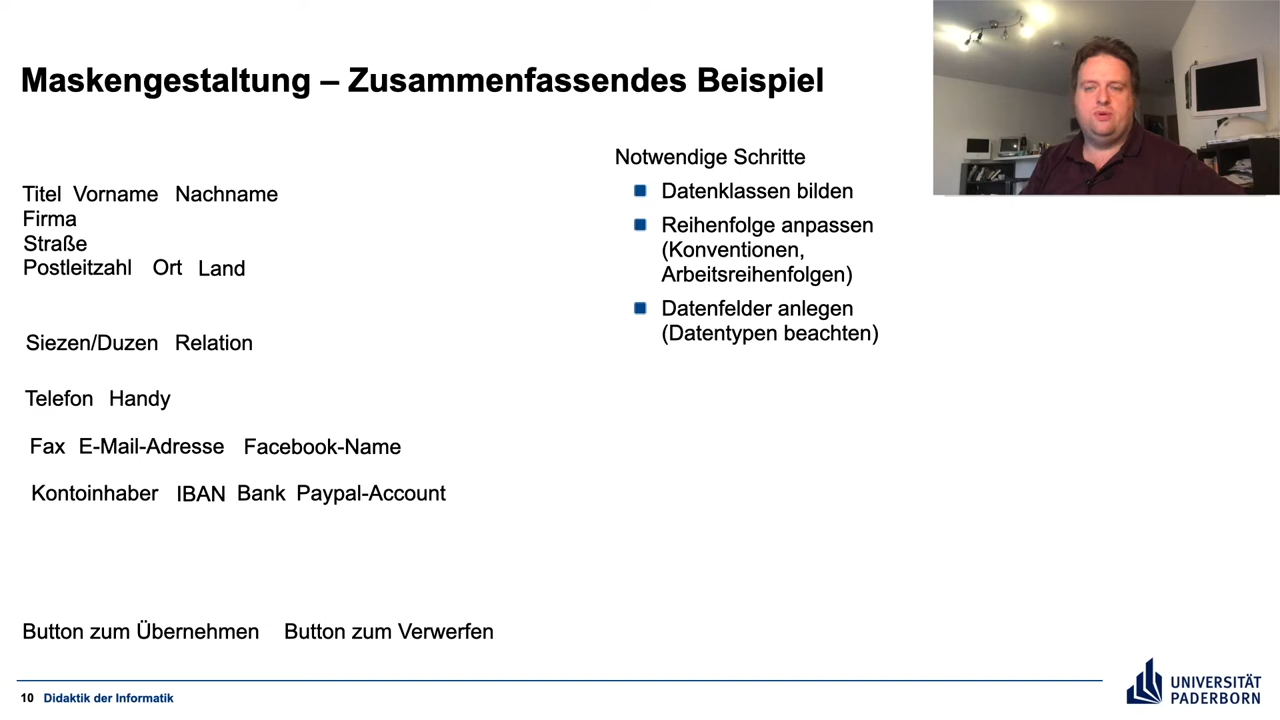 Maskengestaltung – Zusammenfassendes Beispiel
Titel Vorname Nachname
Firma
Straße
Postleitzahl Ort Land
Siezen/Duzen Relation
Telefon Handy
Fax E-Mail-Adresse Facebook-Name
Kontoinhaber IBAN Bank Paypal-Account
Button zum Übernehmen Button zum Verwerfen
Notwendige Schritte
Datenklassen bilden
Reihenfolge anpassen
(Konventionen,
Arbeitsreihenfolgen)
Datenfelder anlegen
(Datentypen beachten)
10 Didaktik der Informatik
UNIVERSITÄT
PADERBORN